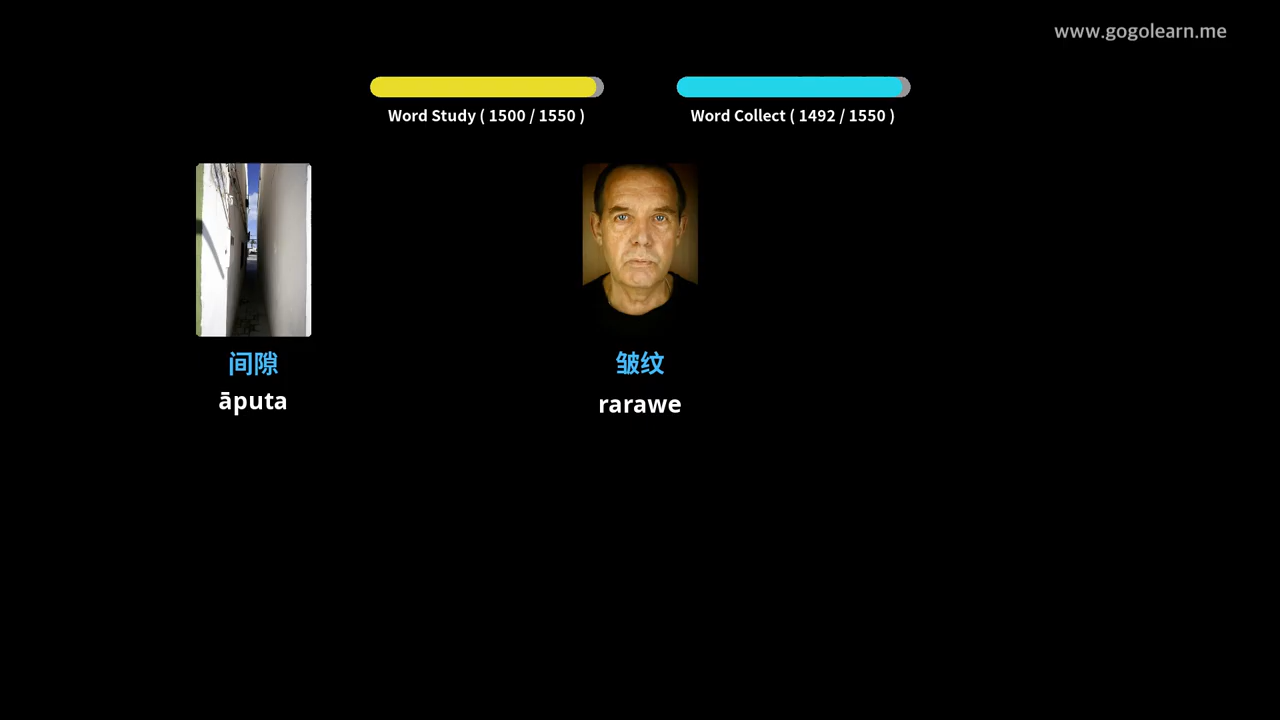 www.gogolearn.me
Word Study ( 1500 / 1550 )
Word Collect ( 1492 / 1550 )
间隙
āputa
皱纹
rarawe